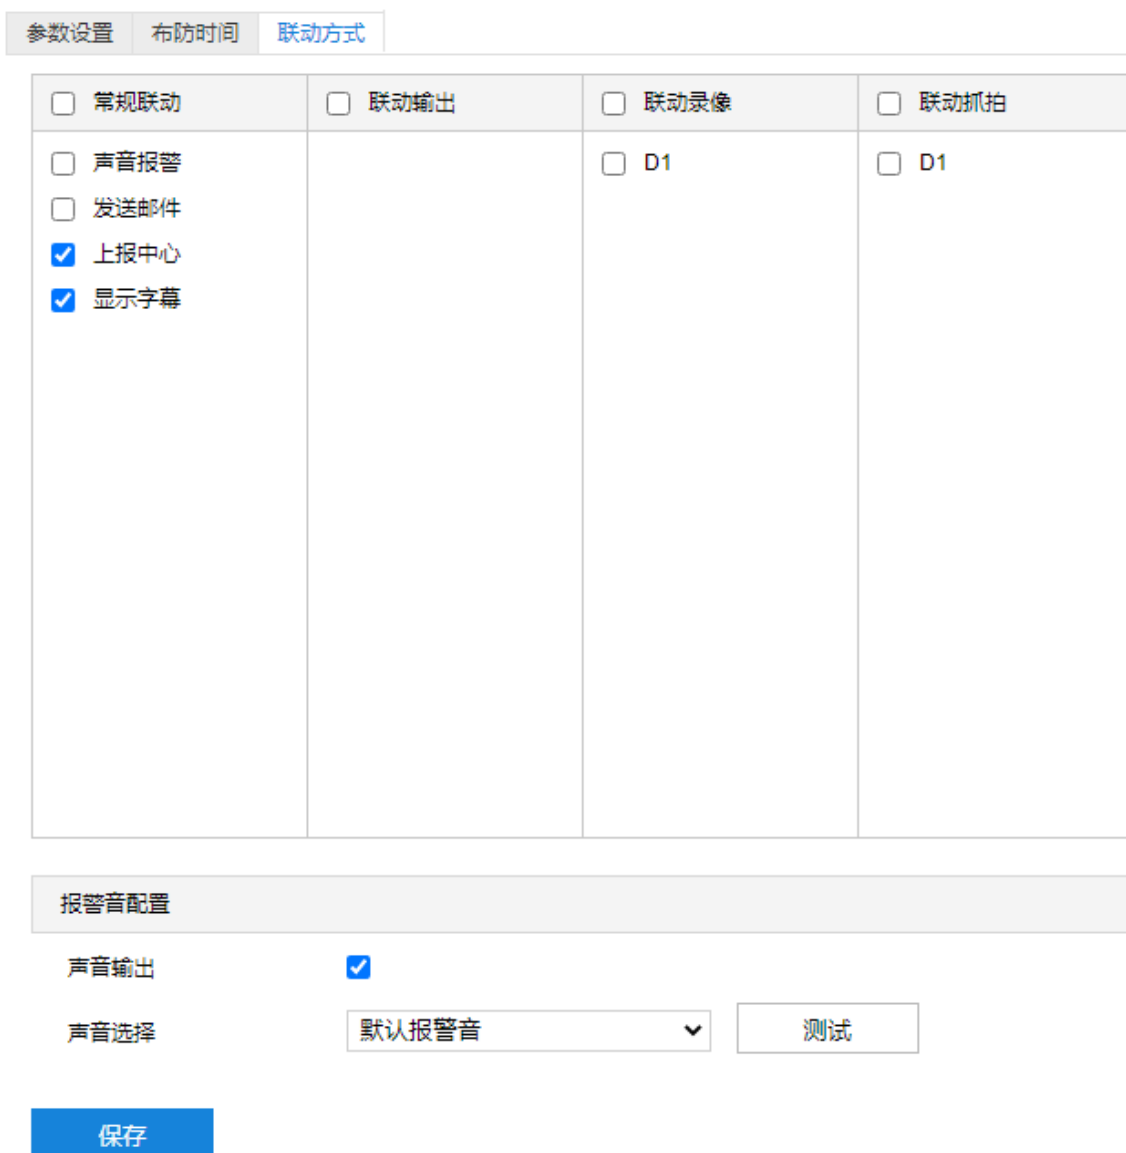 参数设置 布防时间 联动方式
常规联动 联动输出 联动录像 联动抓拍
声音报警 D1 D1
发送邮件
上报中心
显示字幕
报警音配置
声音输出
声音选择 默认报警音 测试
保存